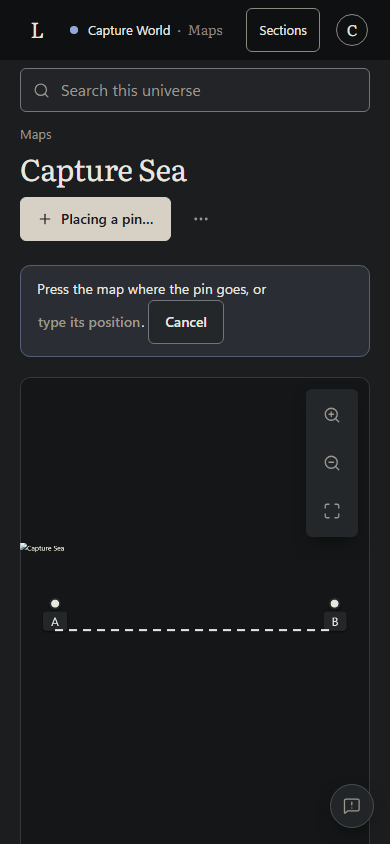 L
Capture World · Maps
Sections
C
Search this universe
Maps
Capture Sea
Placing a pin...
Press the map where the pin goes, or
type its position. Cancel
Capture Sea
A
B